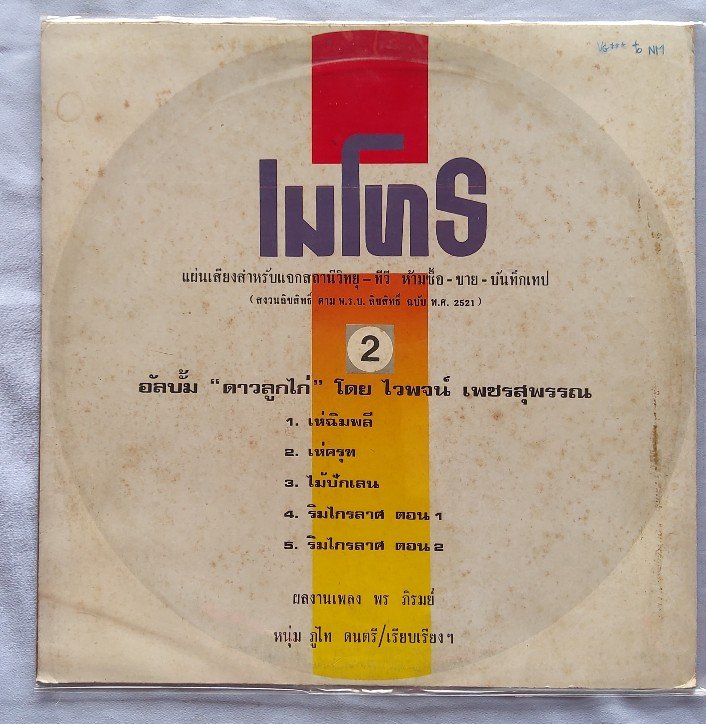 VG+++ to NM
เมโทร
แผ่นเสียงสำหรับแจกสถานีวิทยุ - ทีวี ห้ามซื้อ - ขาย - บันทึกเทป
( สงวนลิขสิทธิ์ ตาม พ.ร.บ. ลิขสิทธิ์ ฉบับ พ.ศ. 2521 )
2
อัลบั้ม “ดาวลูกไก่” โดย ไวพจน์ เพชรสุพรรณ
1. เห่ฉิมพลี
2. เห่ครุฑ
3. ไม้ปักเลน
4. ริมไกรลาศ ตอน 1
5. ริมไกรลาศ ตอน 2
ผลงานเพลง พร ภิรมย์
หนุ่ม ภูไท ดนตรี/เรียบเรียงฯ